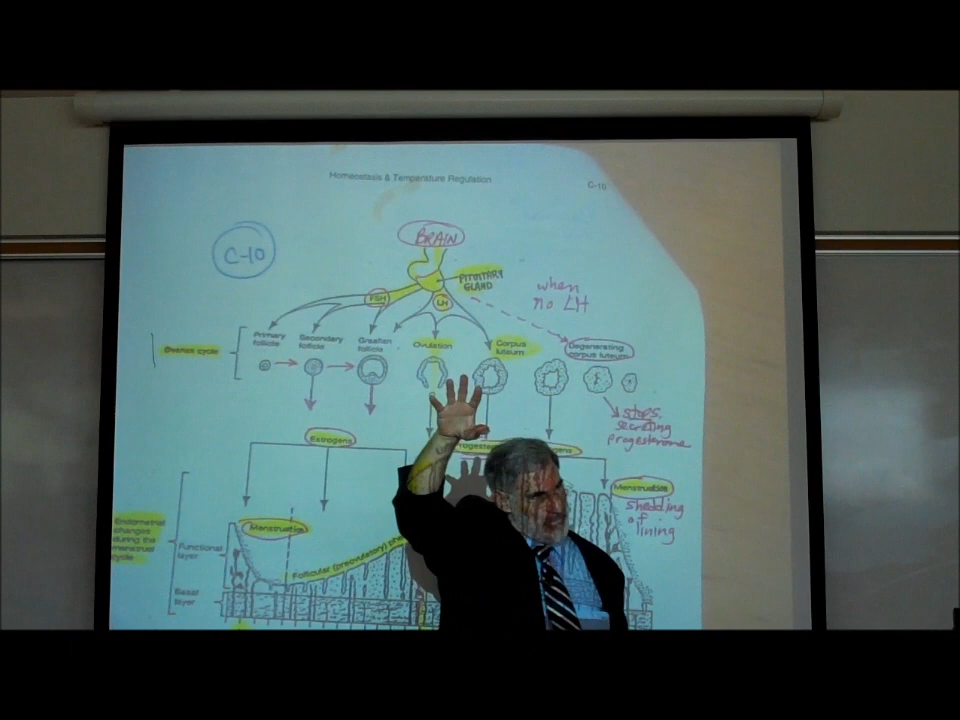 Homeostasis & Temperature Regulation
C-10
C-10
BRAIN
PITUITARY
GLAND
when
no LH
FSH
LH
Primary
follicle
Secondary
follicle
Graafian
follicle
Ovulation
Corpus
luteum
Degenerating
corpus luteum
Ovarian cycle
stops
secreting
progesterone
Estrogens
Menstruation
shedding
of
lining
Menstruation
Endometrial
changes
during the
menstrual
cycle
Functional
layer
Follicular (preovulatory)
Basal
layer